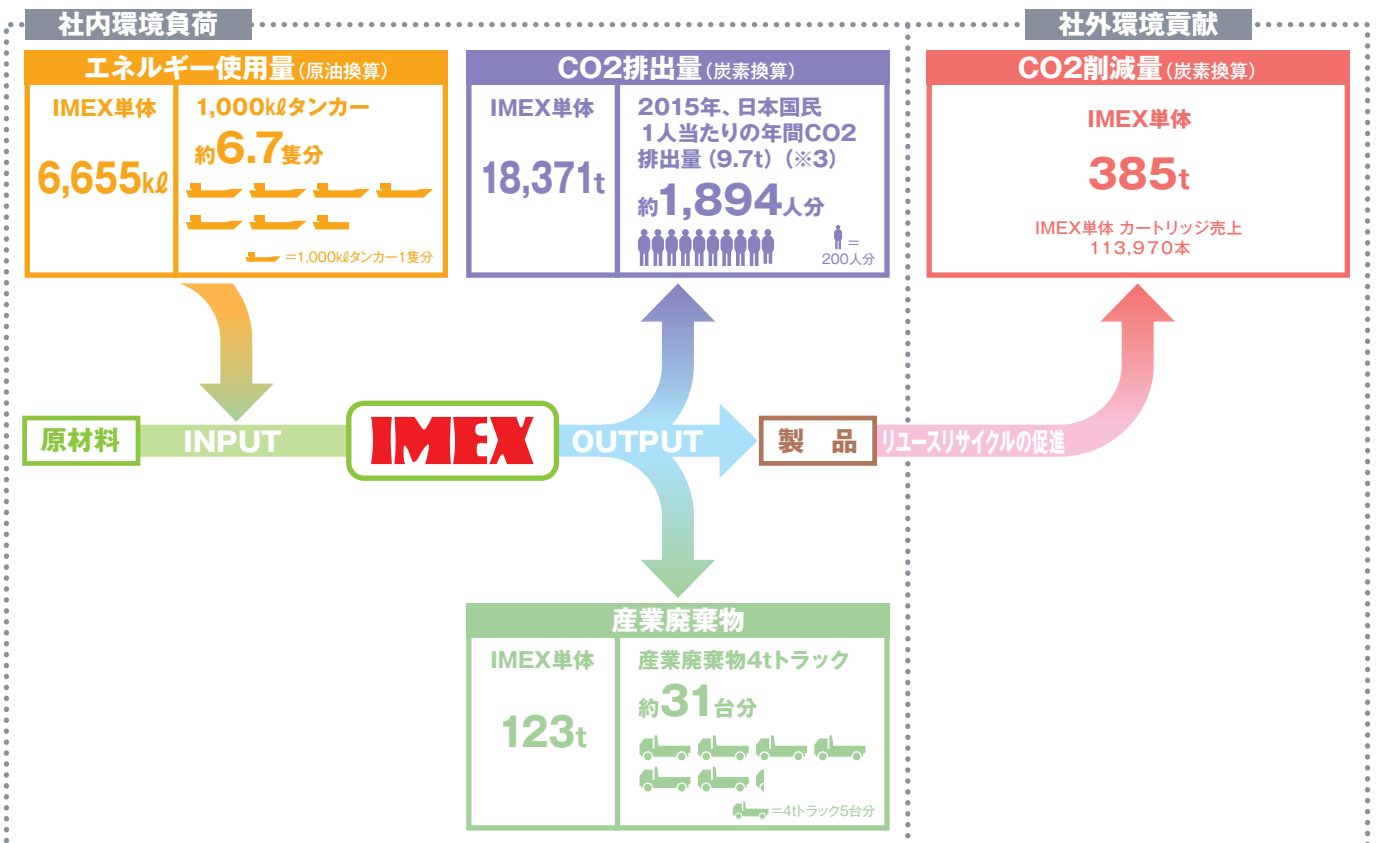 社内環境負荷
社外環境貢献
エネルギー使用量(原油換算)
IMEX単体
6,655kℓ
1,000kℓタンカー
約6.7隻分
=1,000kℓタンカー1隻分
CO2排出量(炭素換算)
IMEX単体
18,371t
2015年、日本国民
1人当たりの年間CO2
排出量(9.7t)(※3)
約1,894人分
=
200人分
CO2削減量(炭素換算)
IMEX単体
385t
IMEX単体 カートリッジ売上
113,970本
原材料
INPUT
IMEX
OUTPUT
製 品
リユースリサイクルの促進
産業廃棄物
IMEX単体
123t
産業廃棄物4tトラック
約31台分
=4tトラック5台分